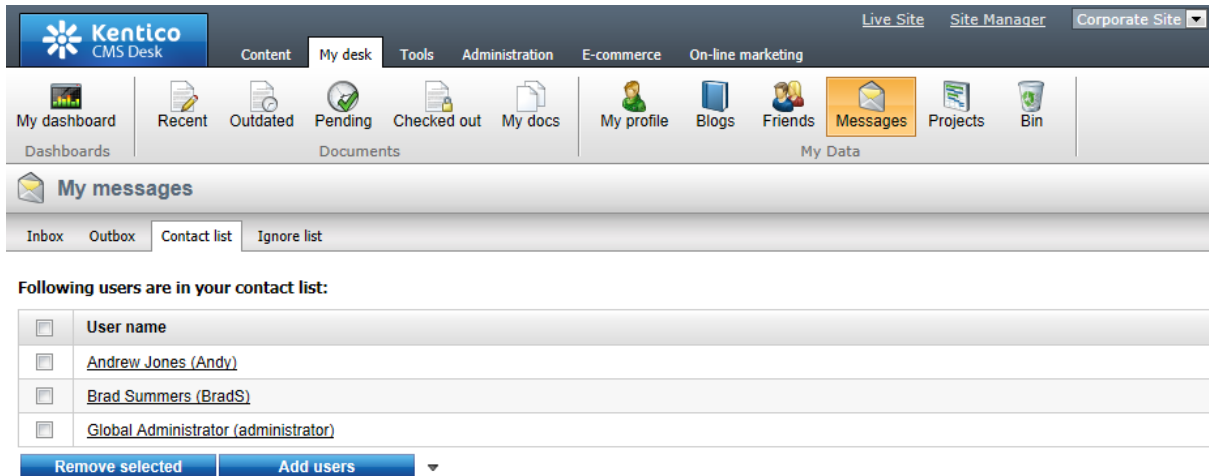 Live Site Site Manager Corporate Site
Kentico
CMS Desk
Content My desk Tools Administration E-commerce On-line marketing
My dashboard Recent Outdated Pending Checked out My docs My profile Blogs Friends Messages Projects Bin
Dashboards Documents My Data
My messages
Inbox Outbox Contact list Ignore list
Following users are in your contact list:
User name
Andrew Jones (Andy)
Brad Summers (BradS)
Global Administrator (administrator)
Remove selected Add users